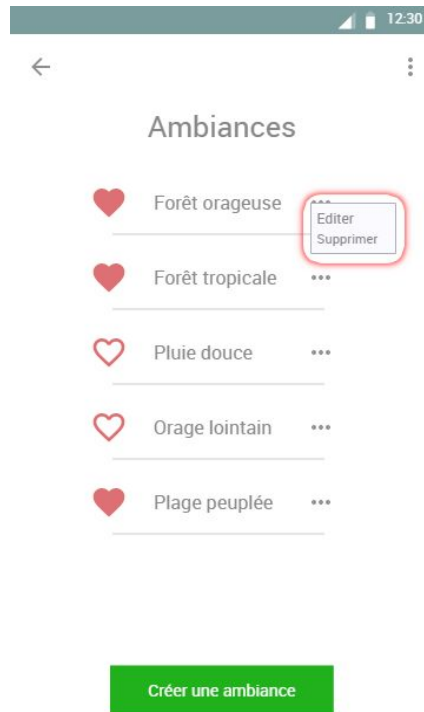 12:30
Ambiances
Forêt orageuse
Editer
Supprimer
Forêt tropicale
Pluie douce
Orage lointain
Plage peuplée
Créer une ambiance